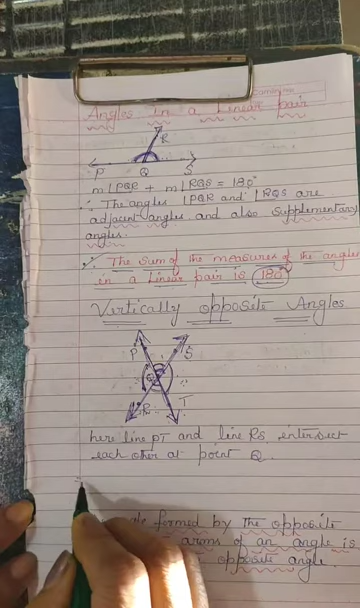 Angles in a Linear pair
R
P Q S
m∠PQR + m∠RQS = 180°
∴ The angles ∠PQR and ∠RQS are
adjacent angles and also Supplementary
angles.
The sum of the measures of the angles
in a Linear pair is 180°
Vertically opposite Angles
P S
Q
R T
here line PT and line RS, entersect
each other at point Q.
formed by the opposite
arms of an angle is
opposite angle